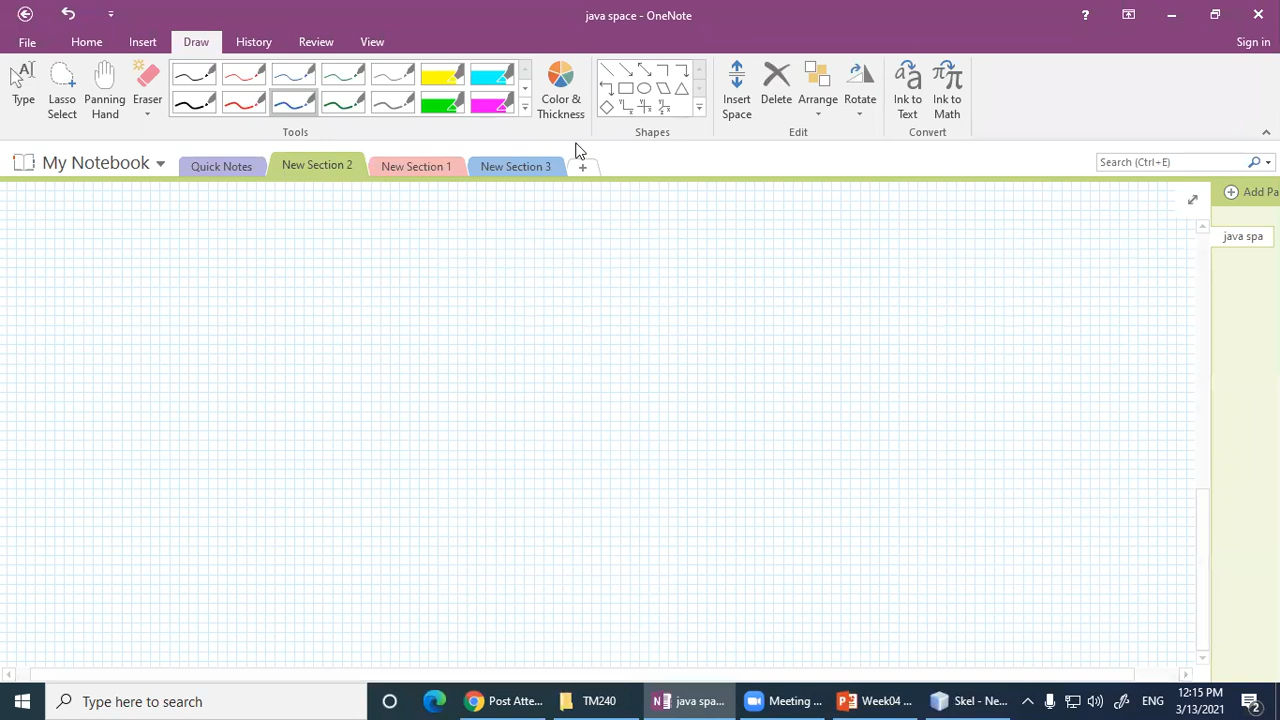 java space - OneNote
?
File
Home
Insert
Draw
History
Review
View
Sign in
Type
Lasso
Select
Panning
Hand
Eraser
Color &
Thickness
Insert
Space
Delete
Arrange
Rotate
Ink to
Text
Ink to
Math
Tools
Shapes
Edit
Convert
My Notebook
Quick Notes
New Section 2
New Section 1
New Section 3
+
Search (Ctrl+E)
Add Pa
java spa
Type here to search
Post Atte...
TM240
java spa...
Meeting ...
Week04 ...
Skel - Ne...
ENG
12:15 PM
3/13/2021
2